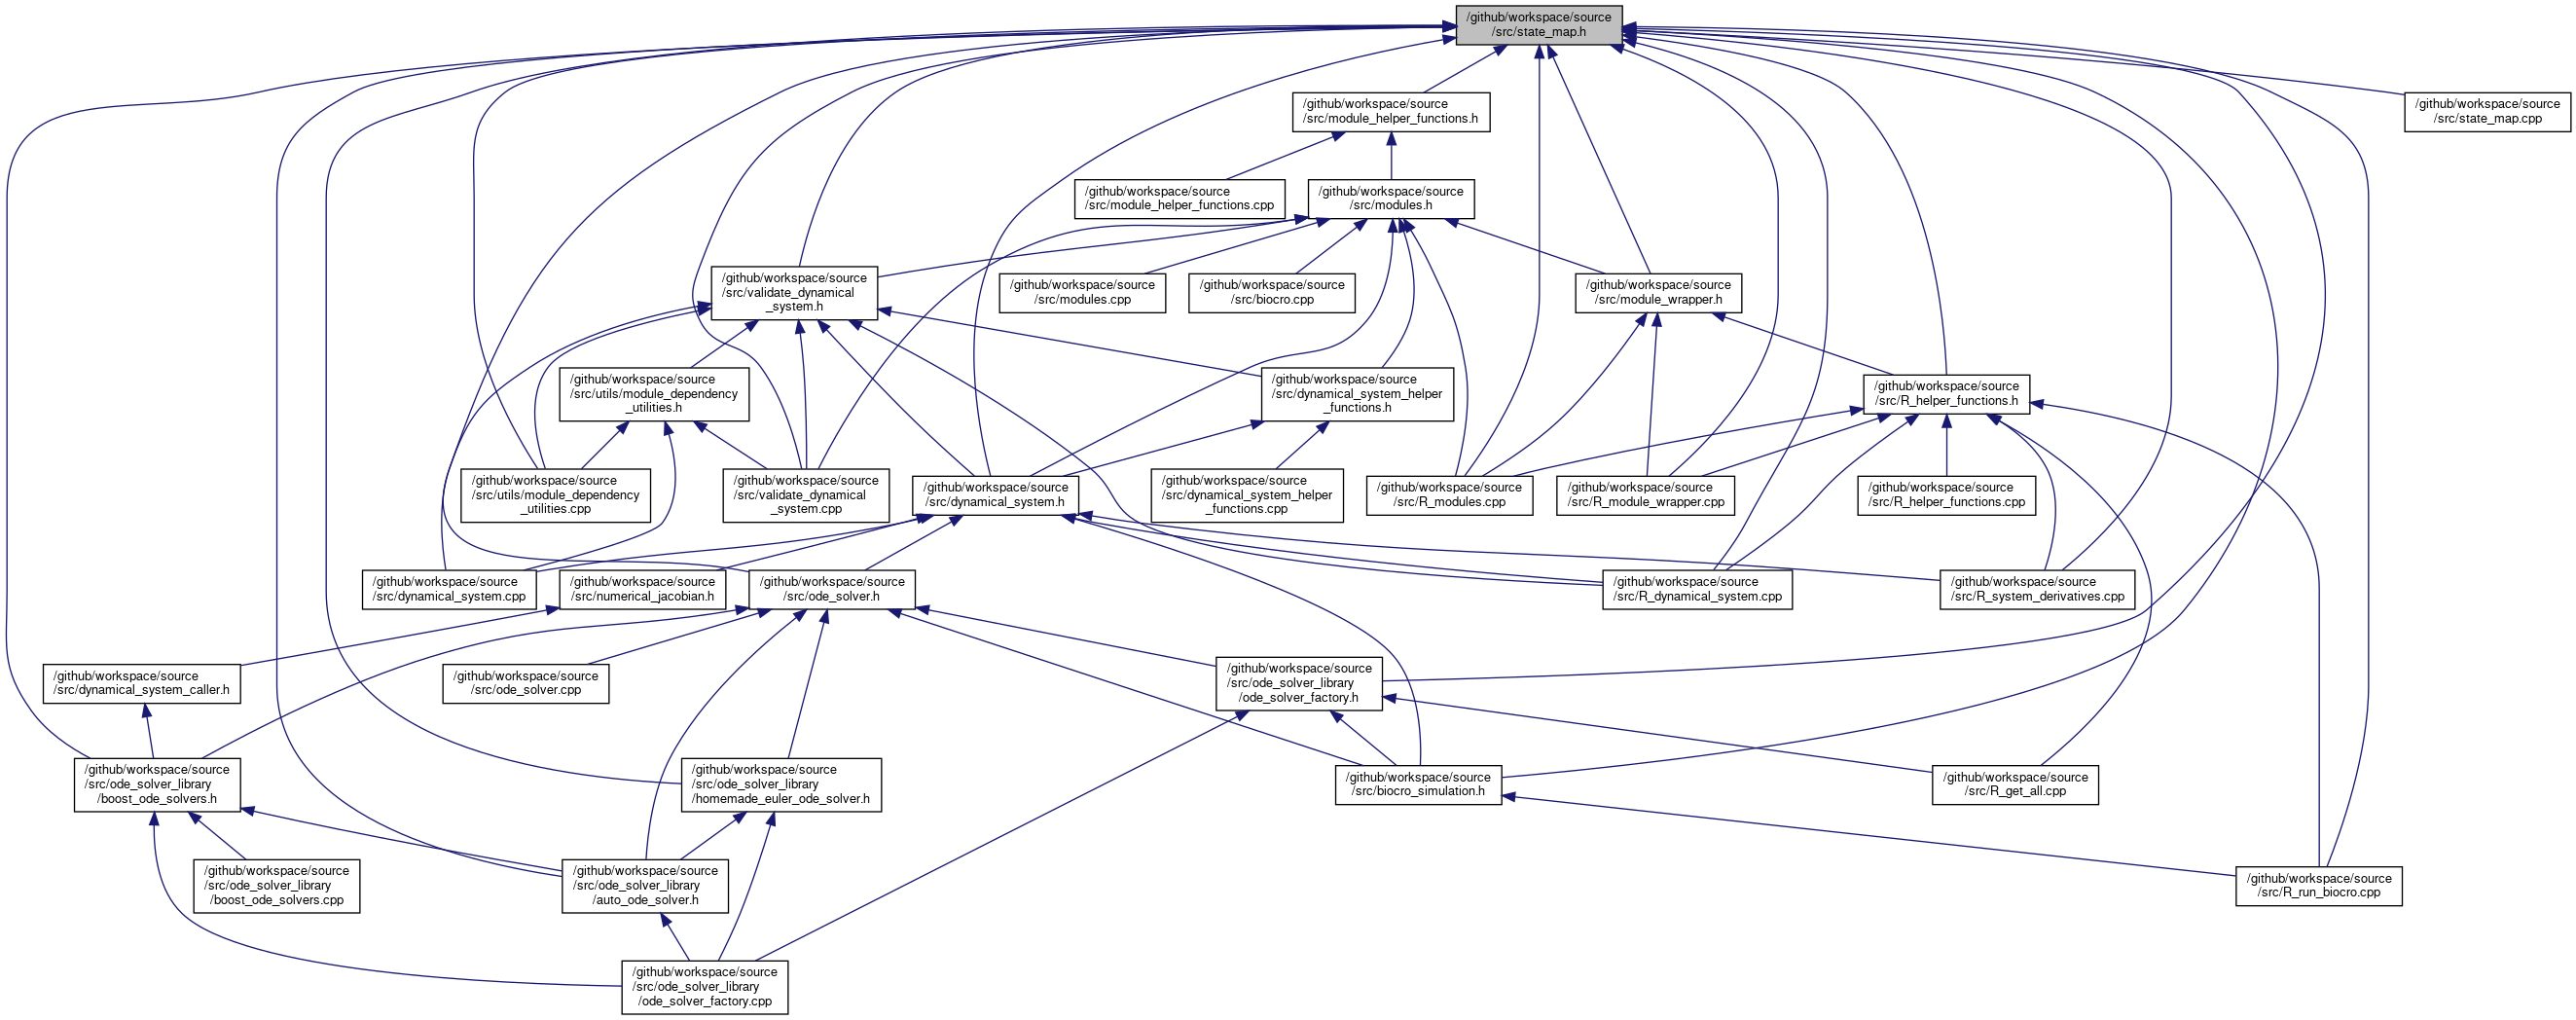 /github/workspace/source
/src/state_map.h
/github/workspace/source
/src/module_helper_functions.h
/github/workspace/source
/src/state_map.cpp
/github/workspace/source
/src/module_helper_functions.cpp
/github/workspace/source
/src/modules.h
/github/workspace/source
/src/validate_dynamical
_system.h
/github/workspace/source
/src/modules.cpp
/github/workspace/source
/src/biocro.cpp
/github/workspace/source
/src/module_wrapper.h
/github/workspace/source
/src/utils/module_dependency
_utilities.h
/github/workspace/source
/src/dynamical_system_helper
_functions.h
/github/workspace/source
/src/R_helper_functions.h
/github/workspace/source
/src/utils/module_dependency
_utilities.cpp
/github/workspace/source
/src/validate_dynamical
_system.cpp
/github/workspace/source
/src/dynamical_system.h
/github/workspace/source
/src/dynamical_system_helper
_functions.cpp
/github/workspace/source
/src/R_modules.cpp
/github/workspace/source
/src/R_module_wrapper.cpp
/github/workspace/source
/src/R_helper_functions.cpp
/github/workspace/source
/src/dynamical_system.cpp
/github/workspace/source
/src/numerical_jacobian.h
/github/workspace/source
/src/ode_solver.h
/github/workspace/source
/src/R_dynamical_system.cpp
/github/workspace/source
/src/R_system_derivatives.cpp
/github/workspace/source
/src/dynamical_system_caller.h
/github/workspace/source
/src/ode_solver.cpp
/github/workspace/source
/src/ode_solver_library
/ode_solver_factory.h
/github/workspace/source
/src/ode_solver_library
/boost_ode_solvers.h
/github/workspace/source
/src/ode_solver_library
/homemade_euler_ode_solver.h
/github/workspace/source
/src/biocro_simulation.h
/github/workspace/source
/src/R_get_all.cpp
/github/workspace/source
/src/ode_solver_library
/boost_ode_solvers.cpp
/github/workspace/source
/src/ode_solver_library
/auto_ode_solver.h
/github/workspace/source
/src/R_run_biocro.cpp
/github/workspace/source
/src/ode_solver_library
/ode_solver_factory.cpp